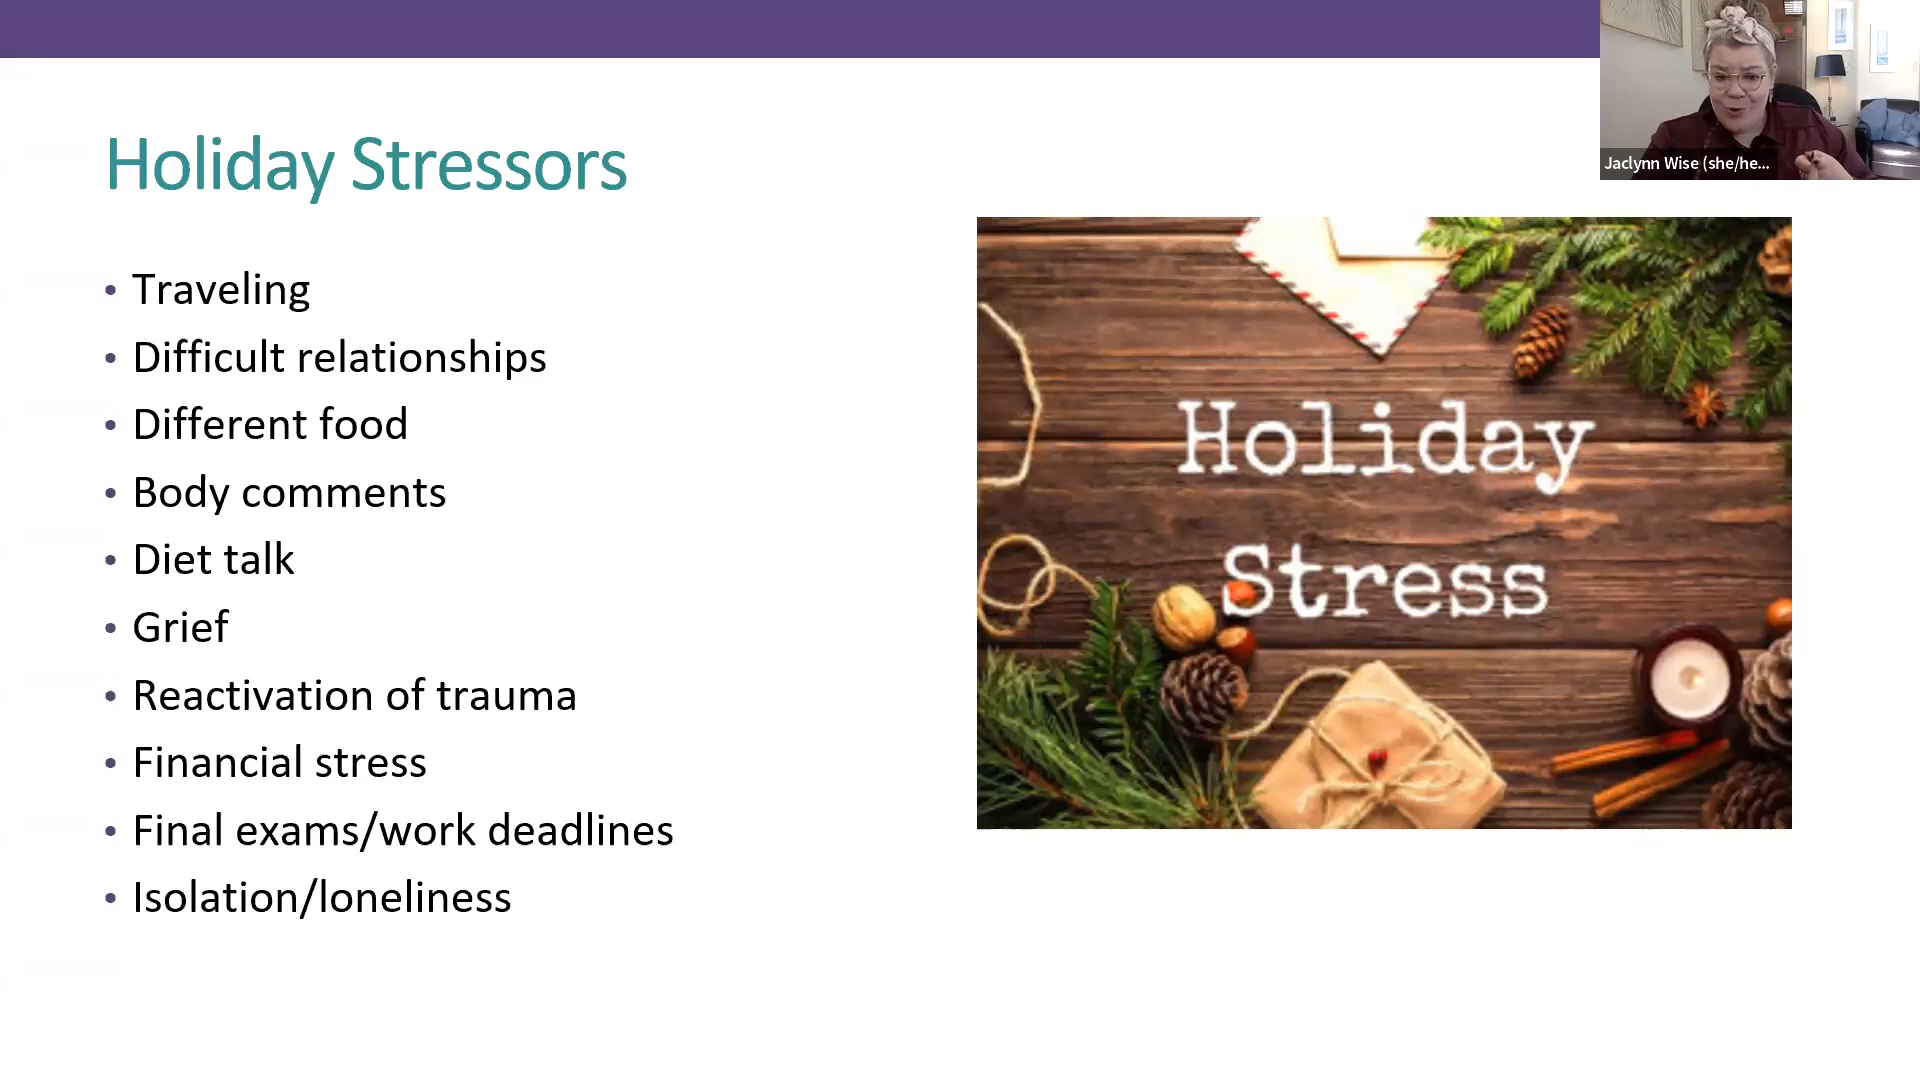 Jaclynn Wise (she/he...
Holiday Stressors
• Traveling
• Difficult relationships
• Different food
• Body comments
• Diet talk
• Grief
• Reactivation of trauma
• Financial stress
• Final exams/work deadlines
• Isolation/loneliness
Holiday
Stress